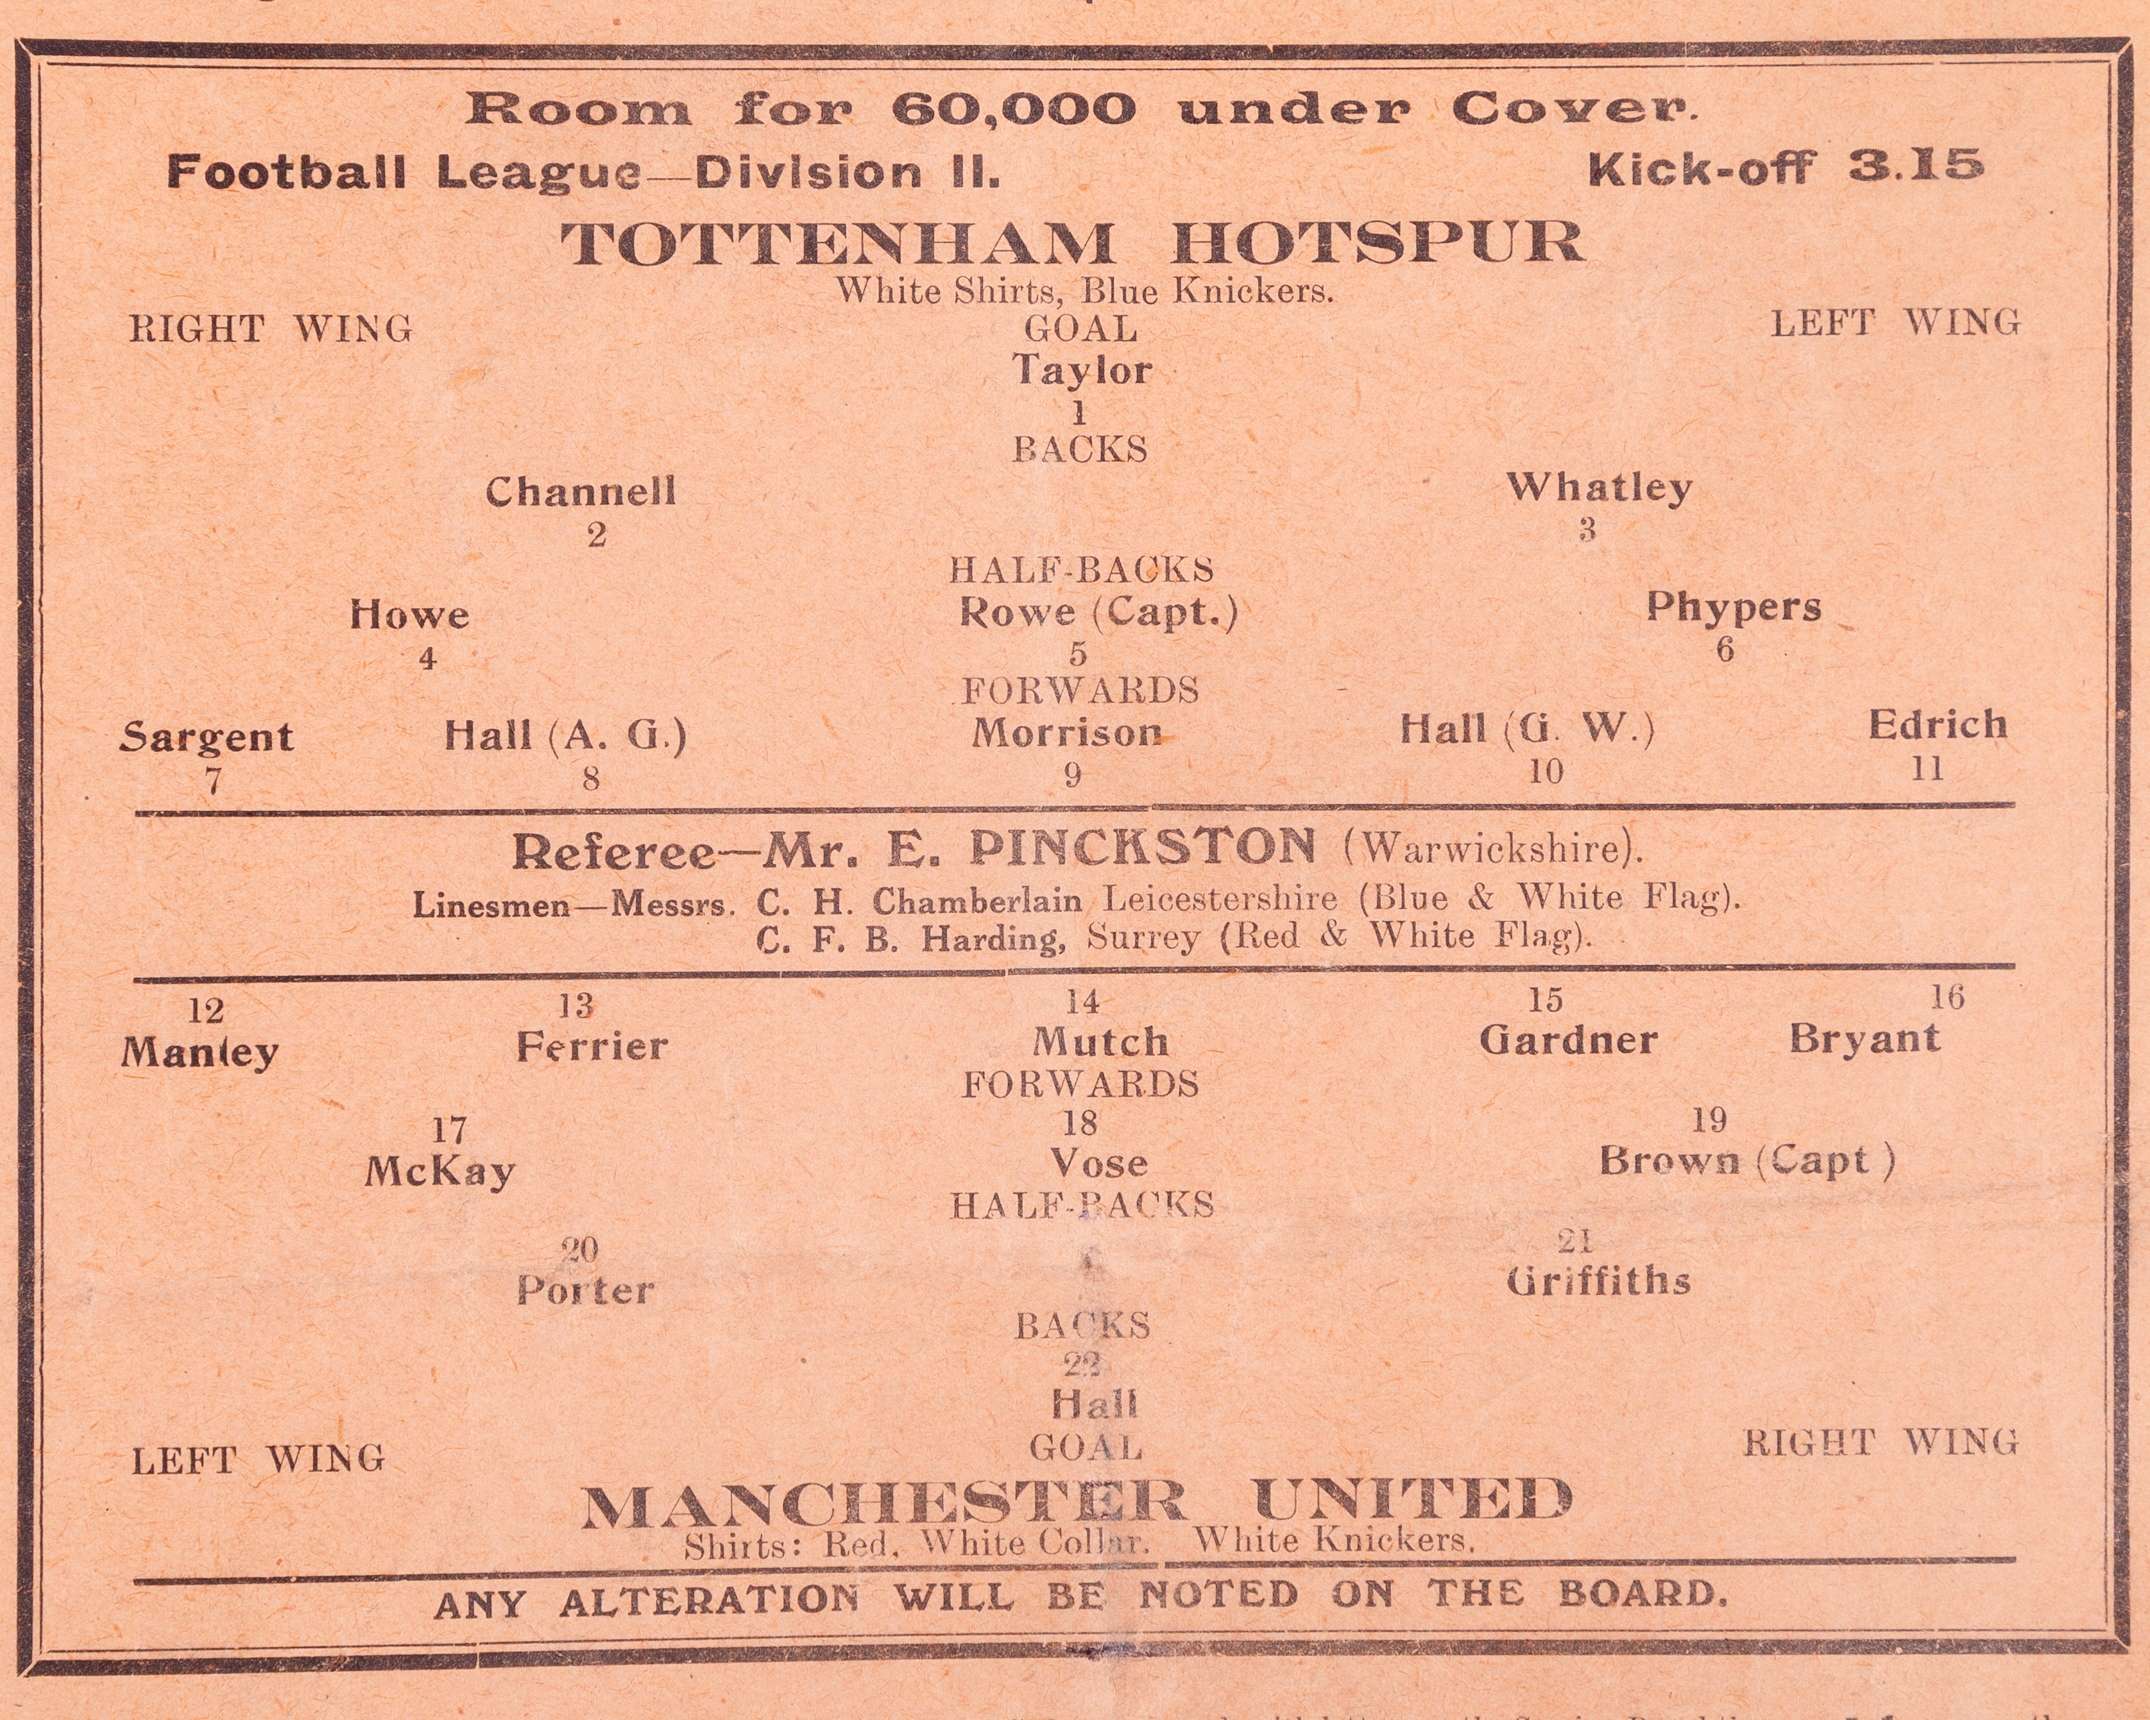 Room for 60,000 under Cover.
Football League—Division II. Kick-off 3.15
TOTTENHAM HOTSPUR
White Shirts, Blue Knickers.
RIGHT WING GOAL LEFT WING
Taylor
1
BACKS
Channell Whatley
2 3
HALF-BACKS
Howe Rowe (Capt.) Phypers
4 5 6
FORWARDS
Sargent Hall (A. G.) Morrison Hall (G. W.) Edrich
7 8 9 10 11
Referee—Mr. E. PINCKSTON (Warwickshire).
Linesmen—Messrs. C. H. Chamberlain Leicestershire (Blue & White Flag).
C. F. B. Harding, Surrey (Red & White Flag).
12 13 14 15 16
Manley Ferrier Mutch Gardner Bryant
FORWARDS
17 18 19
McKay Vose Brown (Capt )
HALF-BACKS
20 21
Porter Griffiths
BACKS
22
Hall
LEFT WING GOAL RIGHT WING
MANCHESTER UNITED
Shirts: Red, White Collar. White Knickers.
ANY ALTERATION WILL BE NOTED ON THE BOARD.